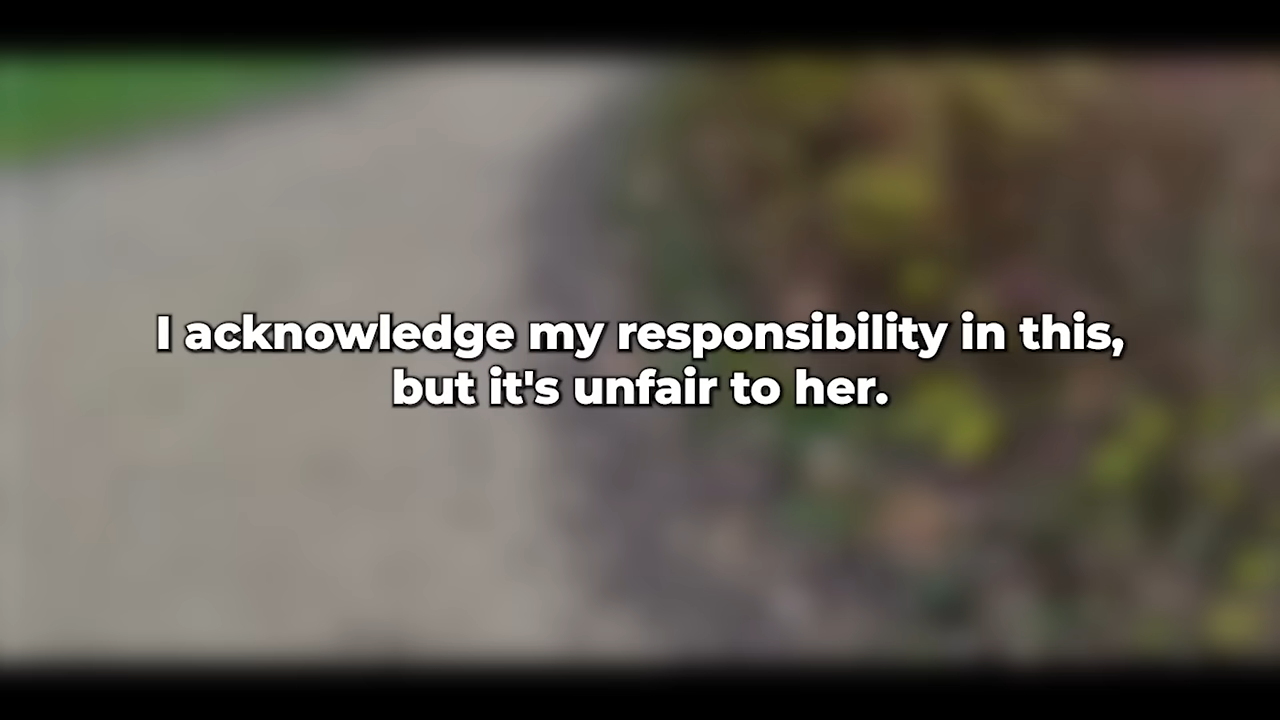 I acknowledge my responsibility in this,
but it's unfair to her.